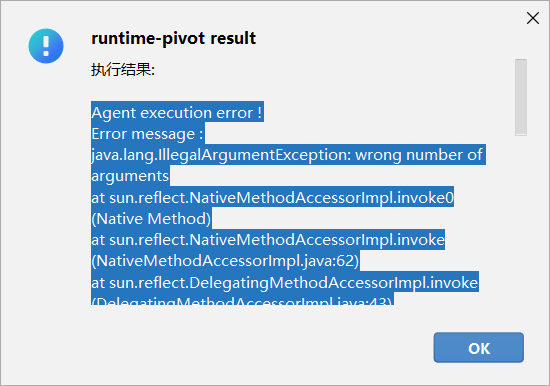 runtime-pivot result
执行结果:
Agent execution error !
Error message :
java.lang.IllegalArgumentException: wrong number of
arguments
at sun.reflect.NativeMethodAccessorImpl.invoke0
(Native Method)
at sun.reflect.NativeMethodAccessorImpl.invoke
(NativeMethodAccessorImpl.java:62)
at sun.reflect.DelegatingMethodAccessorImpl.invoke
(DelegatingMethodAccessorImpl.java:43)
OK